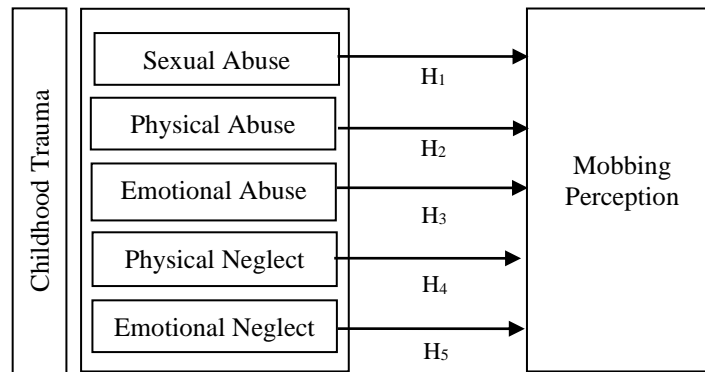 Childhood Trauma
Sexual Abuse
H1
Physical Abuse
H2
Emotional Abuse
H3
Physical Neglect
H4
Emotional Neglect
H5
Mobbing
Perception